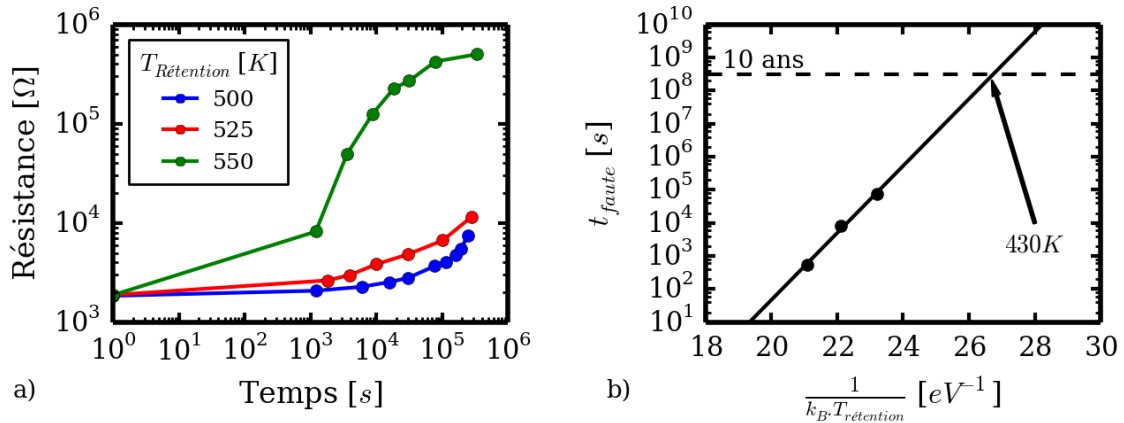 Résistance [Ω]
10^6
10^5
10^4
10^3
T_Rétention [K]
500
525
550
10^0 10^1 10^2 10^3 10^4 10^5 10^6
Temps [s]
a)
t_faute [s]
10^10
10^9
10^8
10^7
10^6
10^5
10^4
10^3
10^2
10^1
10 ans
430K
18 20 22 24 26 28 30
1 / k_B.T_rétention [eV^-1]
b)